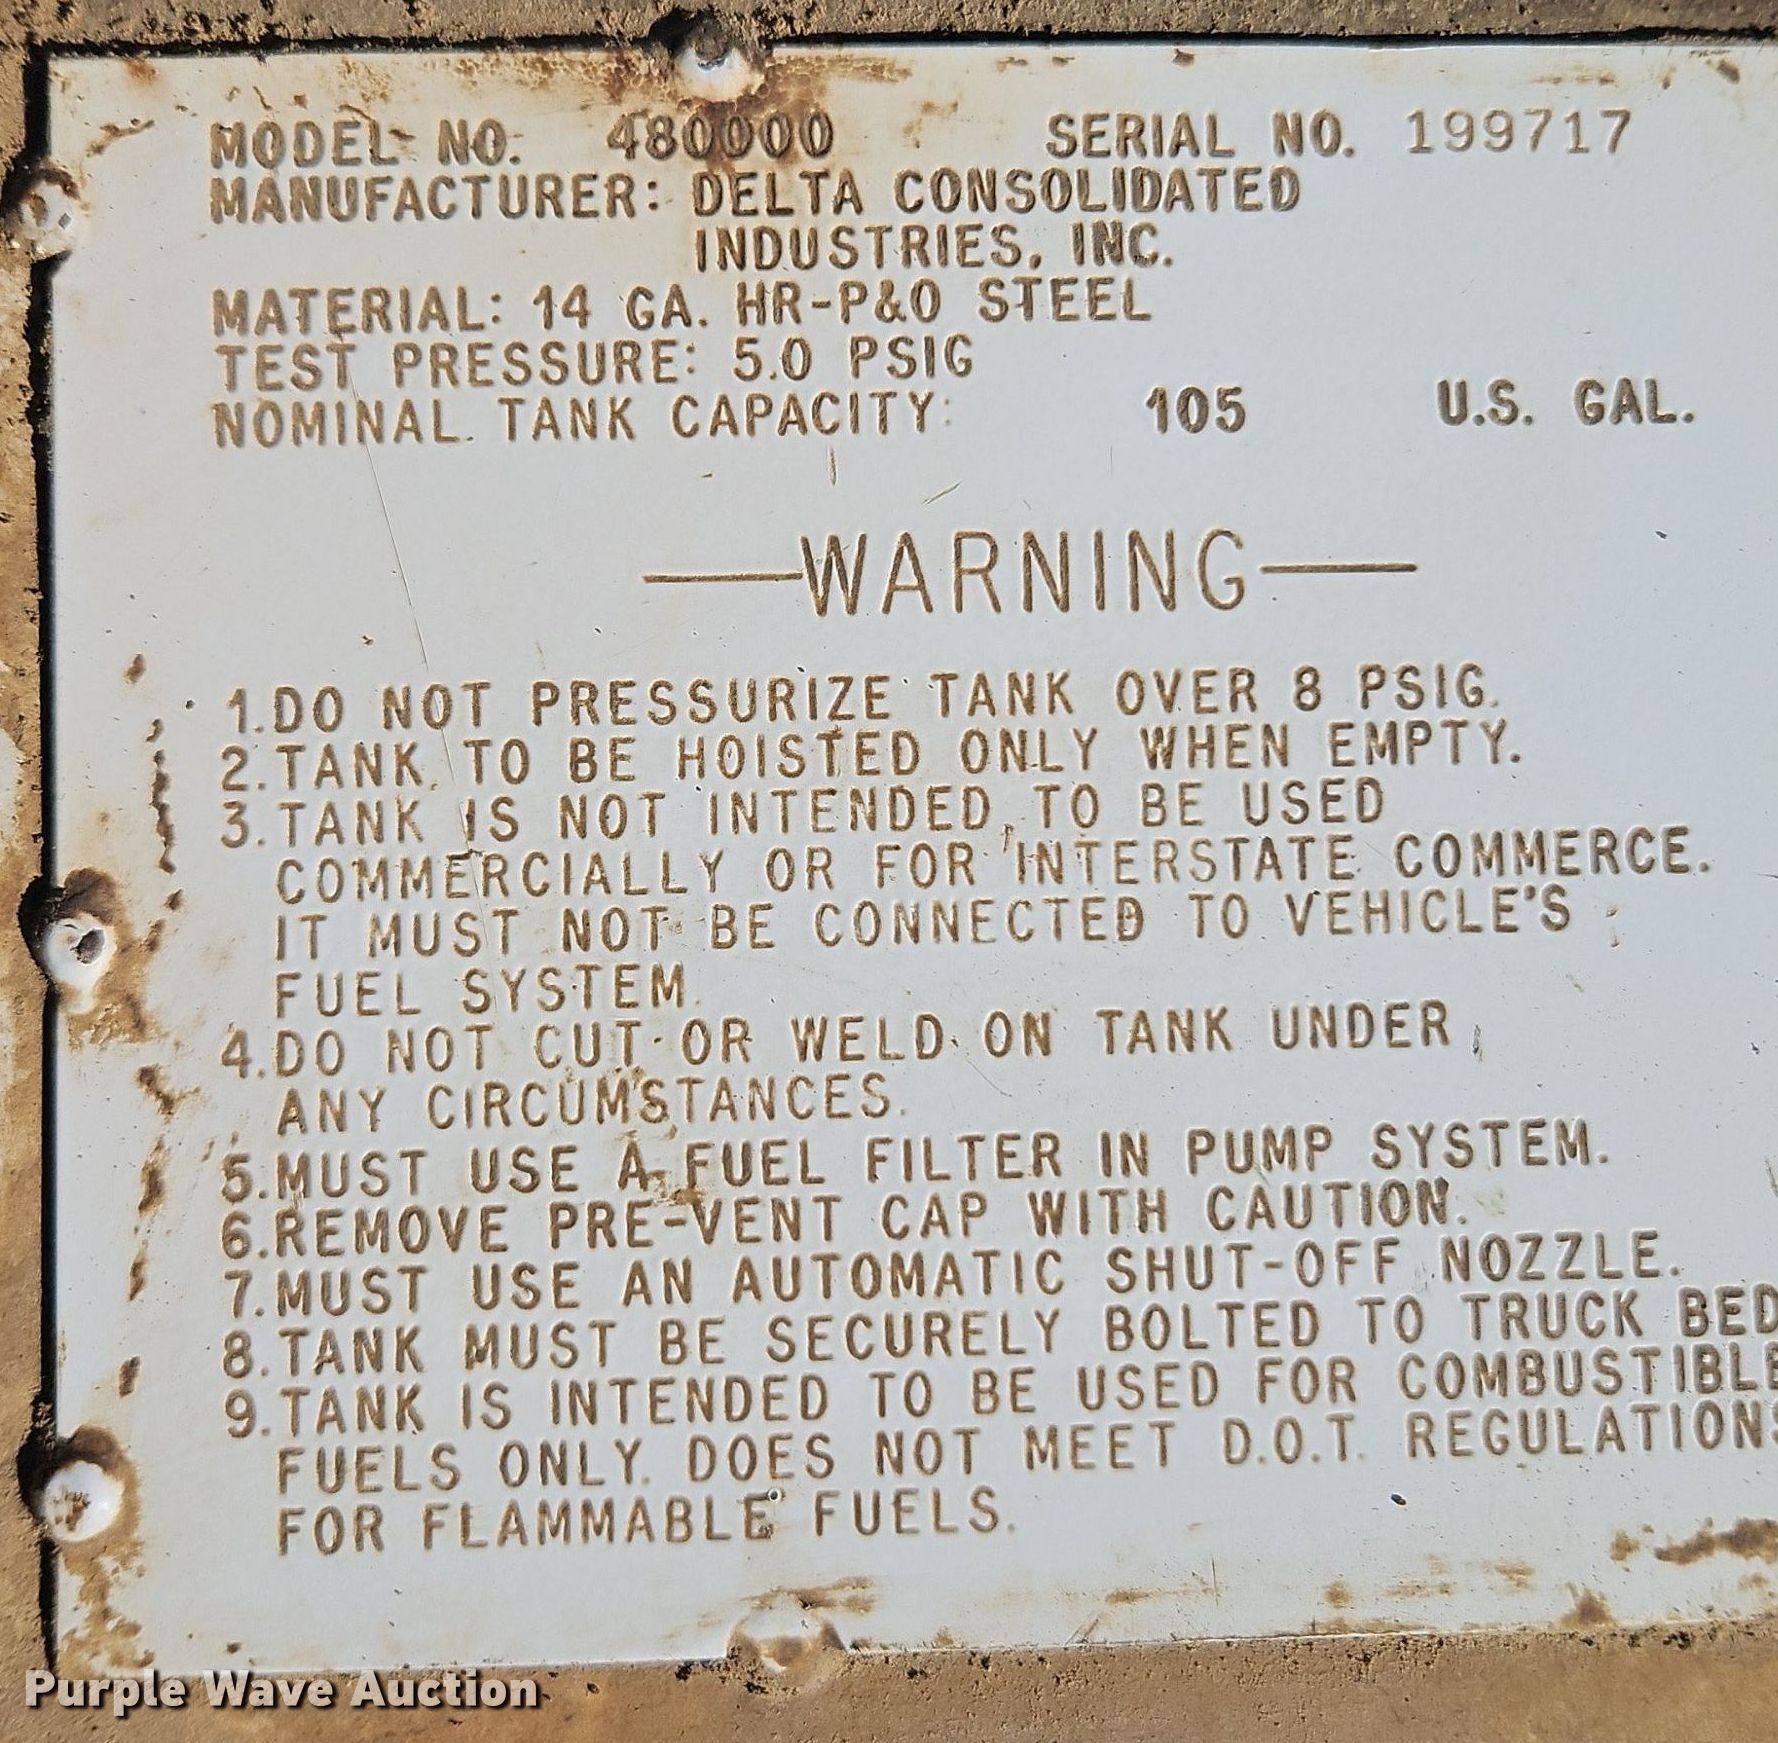 MODEL NO. 480000 SERIAL NO. 199717
MANUFACTURER: DELTA CONSOLIDATED
INDUSTRIES, INC.
MATERIAL: 14 GA. HR-P&O STEEL
TEST PRESSURE: 5.0 PSIG
NOMINAL TANK CAPACITY: 105 U.S. GAL.
—WARNING—
1.DO NOT PRESSURIZE TANK OVER 8 PSIG.
2.TANK TO BE HOISTED ONLY WHEN EMPTY.
3.TANK IS NOT INTENDED TO BE USED
COMMERCIALLY OR FOR INTERSTATE COMMERCE.
IT MUST NOT BE CONNECTED TO VEHICLE'S
FUEL SYSTEM.
4.DO NOT CUT OR WELD ON TANK UNDER
ANY CIRCUMSTANCES.
5.MUST USE A FUEL FILTER IN PUMP SYSTEM.
6.REMOVE PRE-VENT CAP WITH CAUTION.
7.MUST USE AN AUTOMATIC SHUT-OFF NOZZLE.
8.TANK MUST BE SECURELY BOLTED TO TRUCK BED
9.TANK IS INTENDED TO BE USED FOR COMBUSTIBLE
FUELS ONLY. DOES NOT MEET D.O.T. REGULATIONS
FOR FLAMMABLE FUELS.
Purple Wave Auction